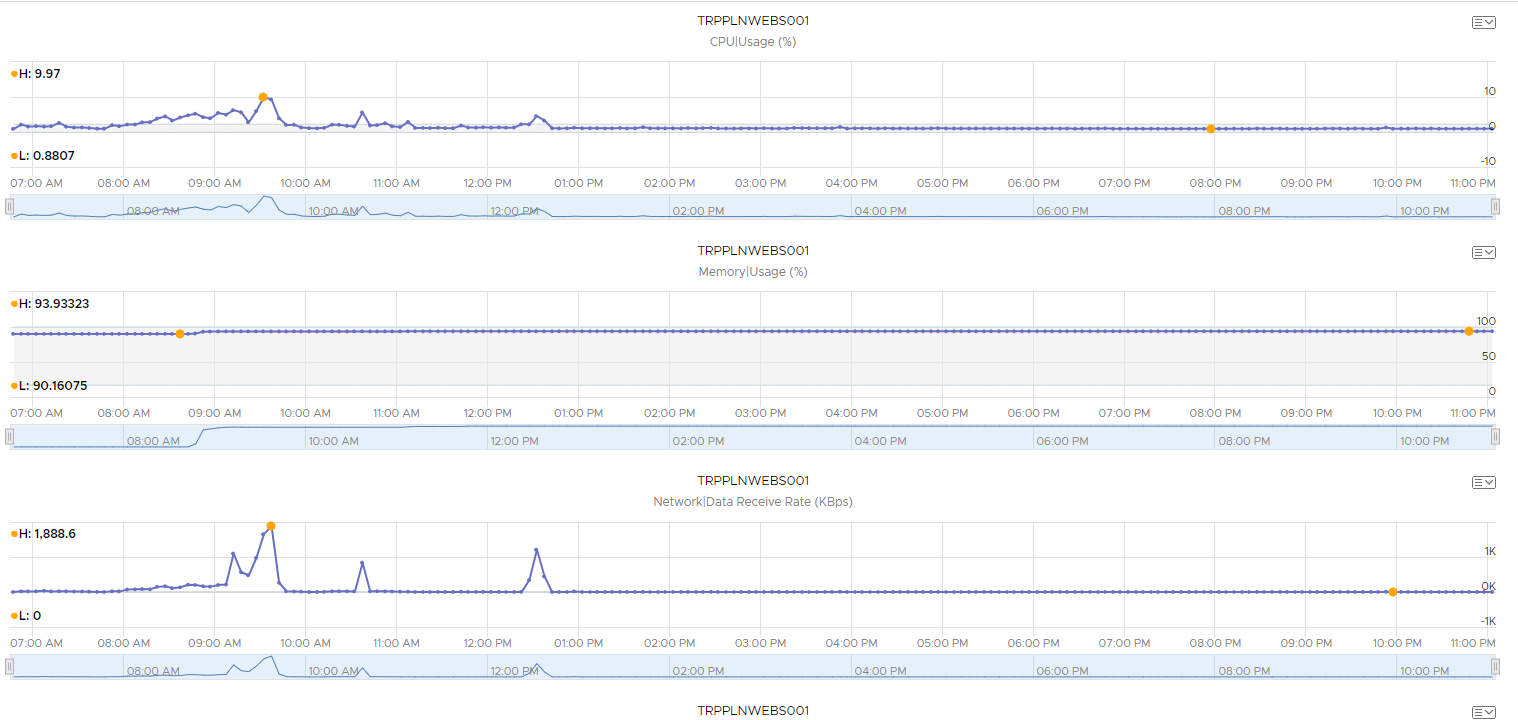 TRPPLNWEBS001
CPU|Usage (%)
H: 9.97
10
0
L: 0.8807
-10
07:00 AM 08:00 AM 09:00 AM 10:00 AM 11:00 AM 12:00 PM 01:00 PM 02:00 PM 03:00 PM 04:00 PM 05:00 PM 06:00 PM 07:00 PM 08:00 PM 09:00 PM 10:00 PM 11:00 PM
08:00 AM 10:00 AM 12:00 PM 02:00 PM 04:00 PM 06:00 PM 08:00 PM 10:00 PM
TRPPLNWEBS001
Memory|Usage (%)
H: 93.93323
100
50
L: 90.16075
0
07:00 AM 08:00 AM 09:00 AM 10:00 AM 11:00 AM 12:00 PM 01:00 PM 02:00 PM 03:00 PM 04:00 PM 05:00 PM 06:00 PM 07:00 PM 08:00 PM 09:00 PM 10:00 PM 11:00 PM
08:00 AM 10:00 AM 12:00 PM 02:00 PM 04:00 PM 06:00 PM 08:00 PM 10:00 PM
TRPPLNWEBS001
Network|Data Receive Rate (KBps)
H: 1,888.6
1K
0K
L: 0
-1K
07:00 AM 08:00 AM 09:00 AM 10:00 AM 11:00 AM 12:00 PM 01:00 PM 02:00 PM 03:00 PM 04:00 PM 05:00 PM 06:00 PM 07:00 PM 08:00 PM 09:00 PM 10:00 PM 11:00 PM
08:00 AM 10:00 AM 12:00 PM 02:00 PM 04:00 PM 06:00 PM 08:00 PM 10:00 PM
TRPPLNWEBS001